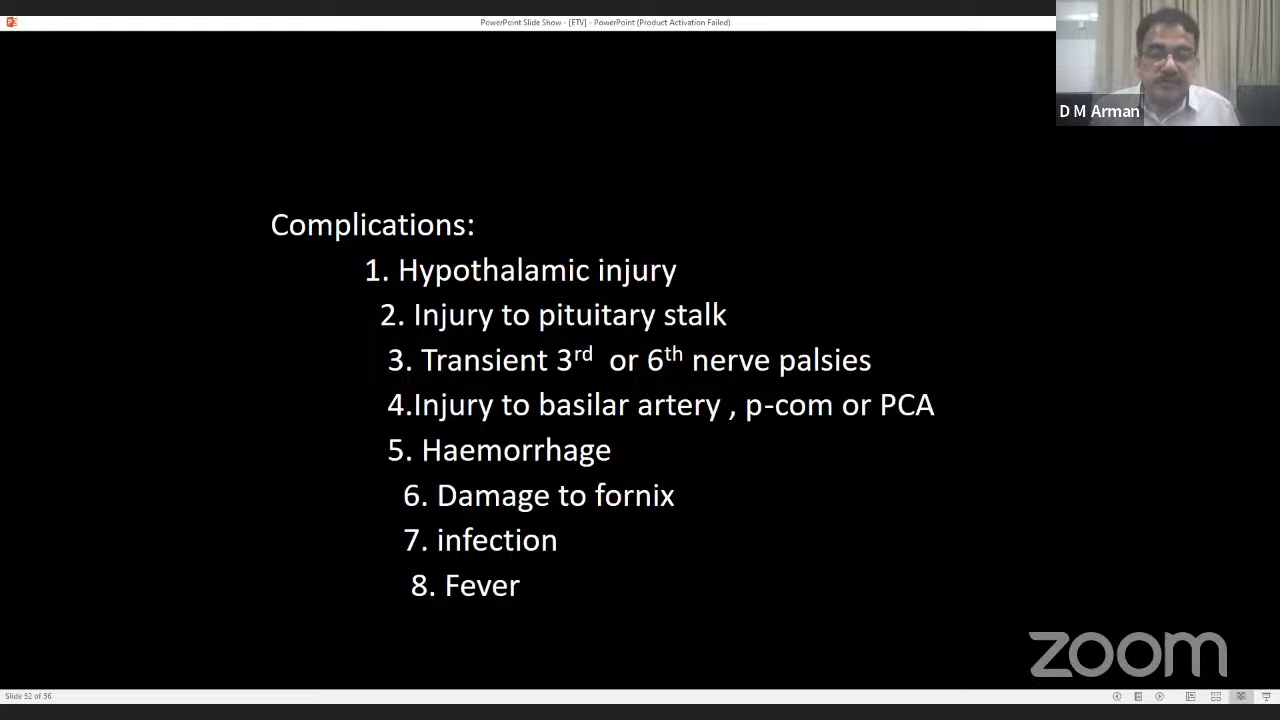 PowerPoint Slide Show - [ETV] - PowerPoint (Product Activation Failed)
D M Arman
Complications:
1. Hypothalamic injury
2. Injury to pituitary stalk
3. Transient 3rd or 6th nerve palsies
4.Injury to basilar artery , p-com or PCA
5. Haemorrhage
6. Damage to fornix
7. infection
8. Fever
zoom
Slide 52 of 56